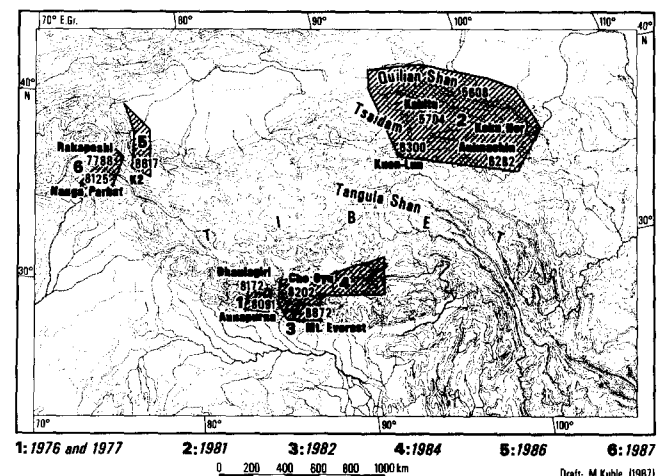 70° E.Gr. 80° 90° 100° 110°
N
40°
40°
N
Quilian Shan
5808
Kakitu
5704 2 Kuku Nor
Tsaidam
Animachin
8300
6282
Kuen-Lun
5
Rakaposhi
6 7788 8617
8125 K2
Nanga Parbat
Tangula Shan
T I B E T
30°
30°
Dhaulagiri Cho Oyu
8172 8202 4
1 8091 8872
Annapurna 3 Mt. Everest
70° 80° 90° 100°
1: 1976 and 1977 2: 1981 3: 1982 4: 1984 5: 1986 6: 1987
0 200 400 600 800 1000 km
Draft: M. Kuhle (1987)